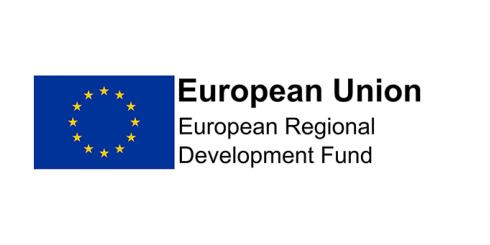 European Union
European Regional
Development Fund